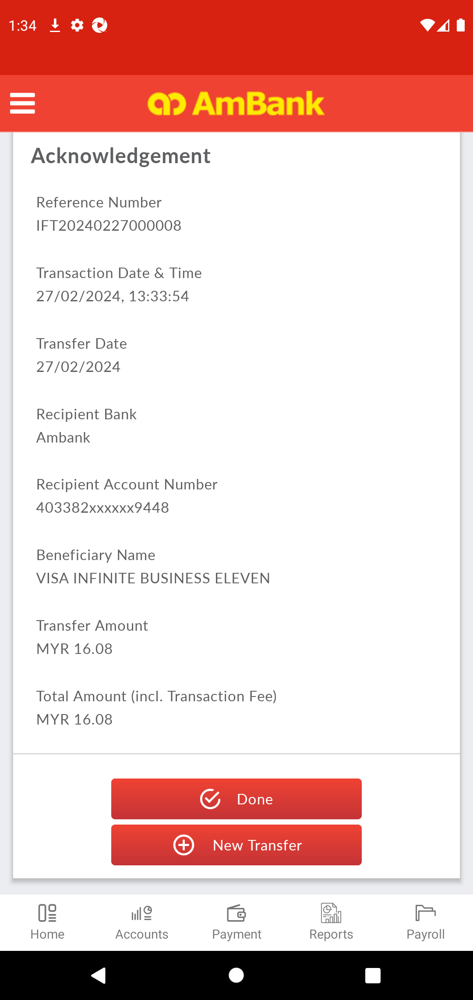 1:34
AmBank
Acknowledgement
Reference Number
IFT20240227000008
Transaction Date & Time
27/02/2024, 13:33:54
Transfer Date
27/02/2024
Recipient Bank
Ambank
Recipient Account Number
403382xxxxxx9448
Beneficiary Name
VISA INFINITE BUSINESS ELEVEN
Transfer Amount
MYR 16.08
Total Amount (incl. Transaction Fee)
MYR 16.08
Done
New Transfer
Home Accounts Payment Reports Payroll